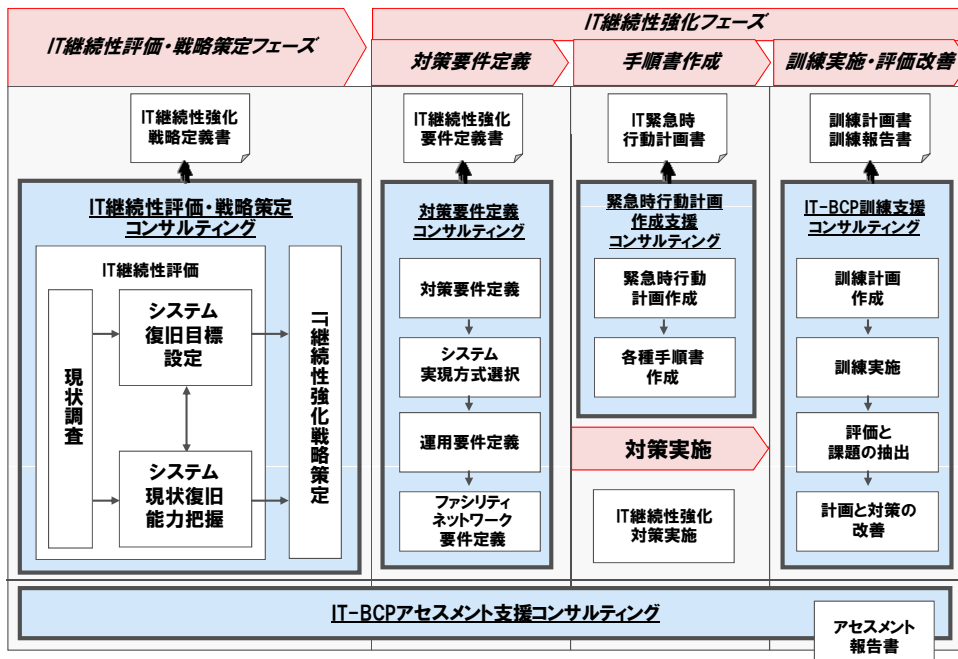 IT継続性評価・戦略策定フェーズ
IT継続性強化フェーズ
対策要件定義
手順書作成
訓練実施・評価改善
IT継続性強化
戦略定義書
IT継続性強化
要件定義書
IT緊急時
行動計画書
訓練計画書
訓練報告書
IT継続性評価・戦略策定
コンサルティング
IT継続性評価
現状調査
システム
復旧目標
設定
システム
現状復旧
能力把握
IT継続性強化戦略策定
対策要件定義
コンサルティング
対策要件定義
システム
実現方式選択
運用要件定義
ファシリティ
ネットワーク
要件定義
緊急時行動計画
作成支援
コンサルティング
緊急時行動
計画作成
各種手順書
作成
対策実施
IT継続性強化
対策実施
IT-BCP訓練支援
コンサルティング
訓練計画
作成
訓練実施
評価と
課題の抽出
計画と対策の
改善
IT-BCPアセスメント支援コンサルティング
アセスメント
報告書